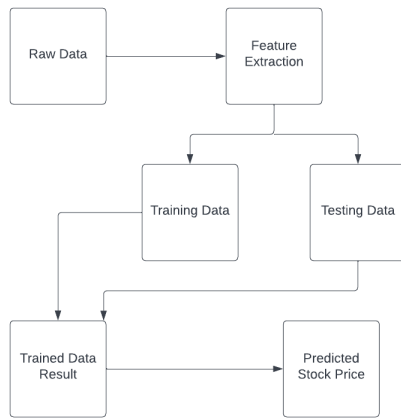 Raw Data
Feature
Extraction
Training Data
Testing Data
Trained Data
Result
Predicted
Stock Price